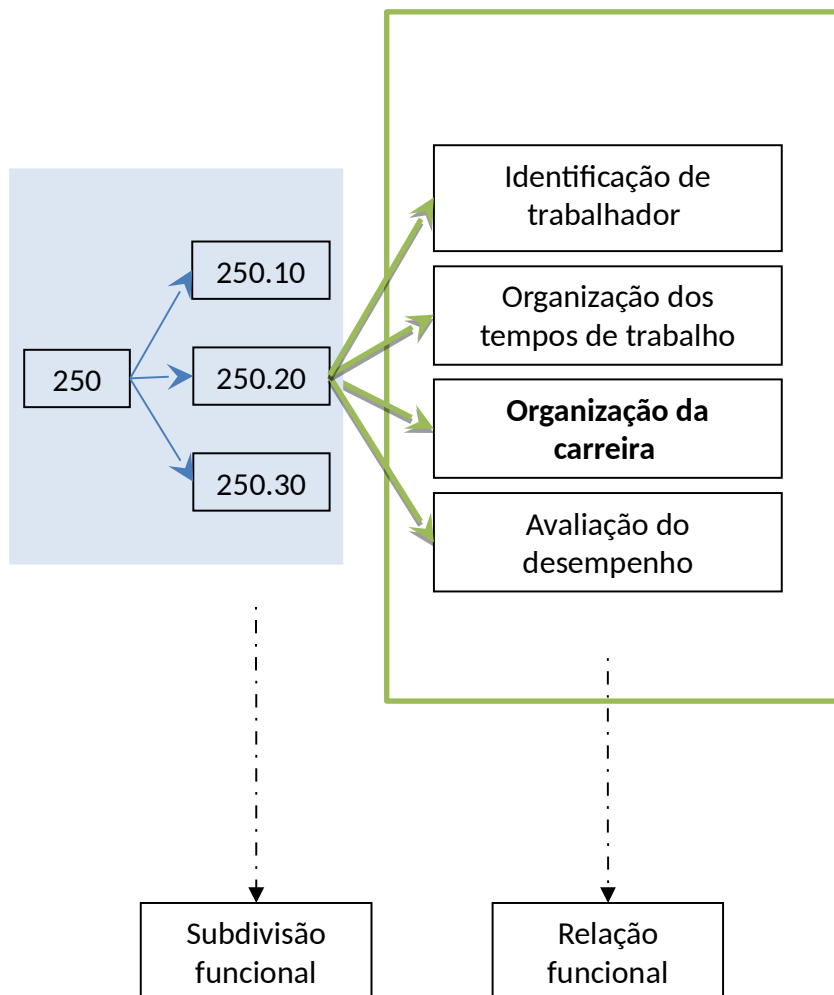 250
250.10
250.20
250.30
Identificação de
trabalhador
Organização dos
tempos de trabalho
Organização da
carreira
Avaliação do
desempenho
Subdivisão
funcional
Relação
funcional